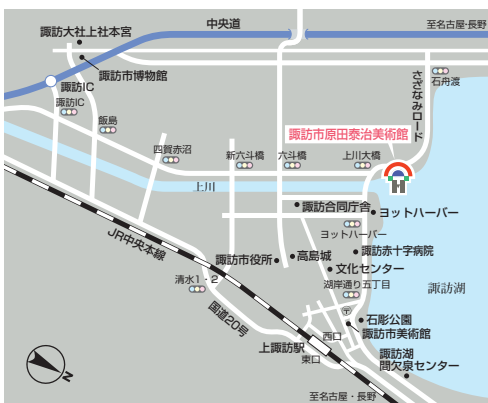 中央道
至名古屋・長野
諏訪大社上社本宮
諏訪市博物館
諏訪IC
諏訪IC
飯島
石舟渡
さざなみロード
諏訪市原田泰治美術館
四賀赤沼
新六斗橋
六斗橋
上川大橋
上川
諏訪合同庁舎
ヨットハーバー
ヨットハーバー
JR中央本線
諏訪市役所
高島城
諏訪赤十字病院
文化センター
清水1・2
湖岸通り五丁目
諏訪湖
国道20号
石彫公園
諏訪市美術館
西口
上諏訪駅
東口
諏訪湖
間欠泉センター
N
至名古屋・長野